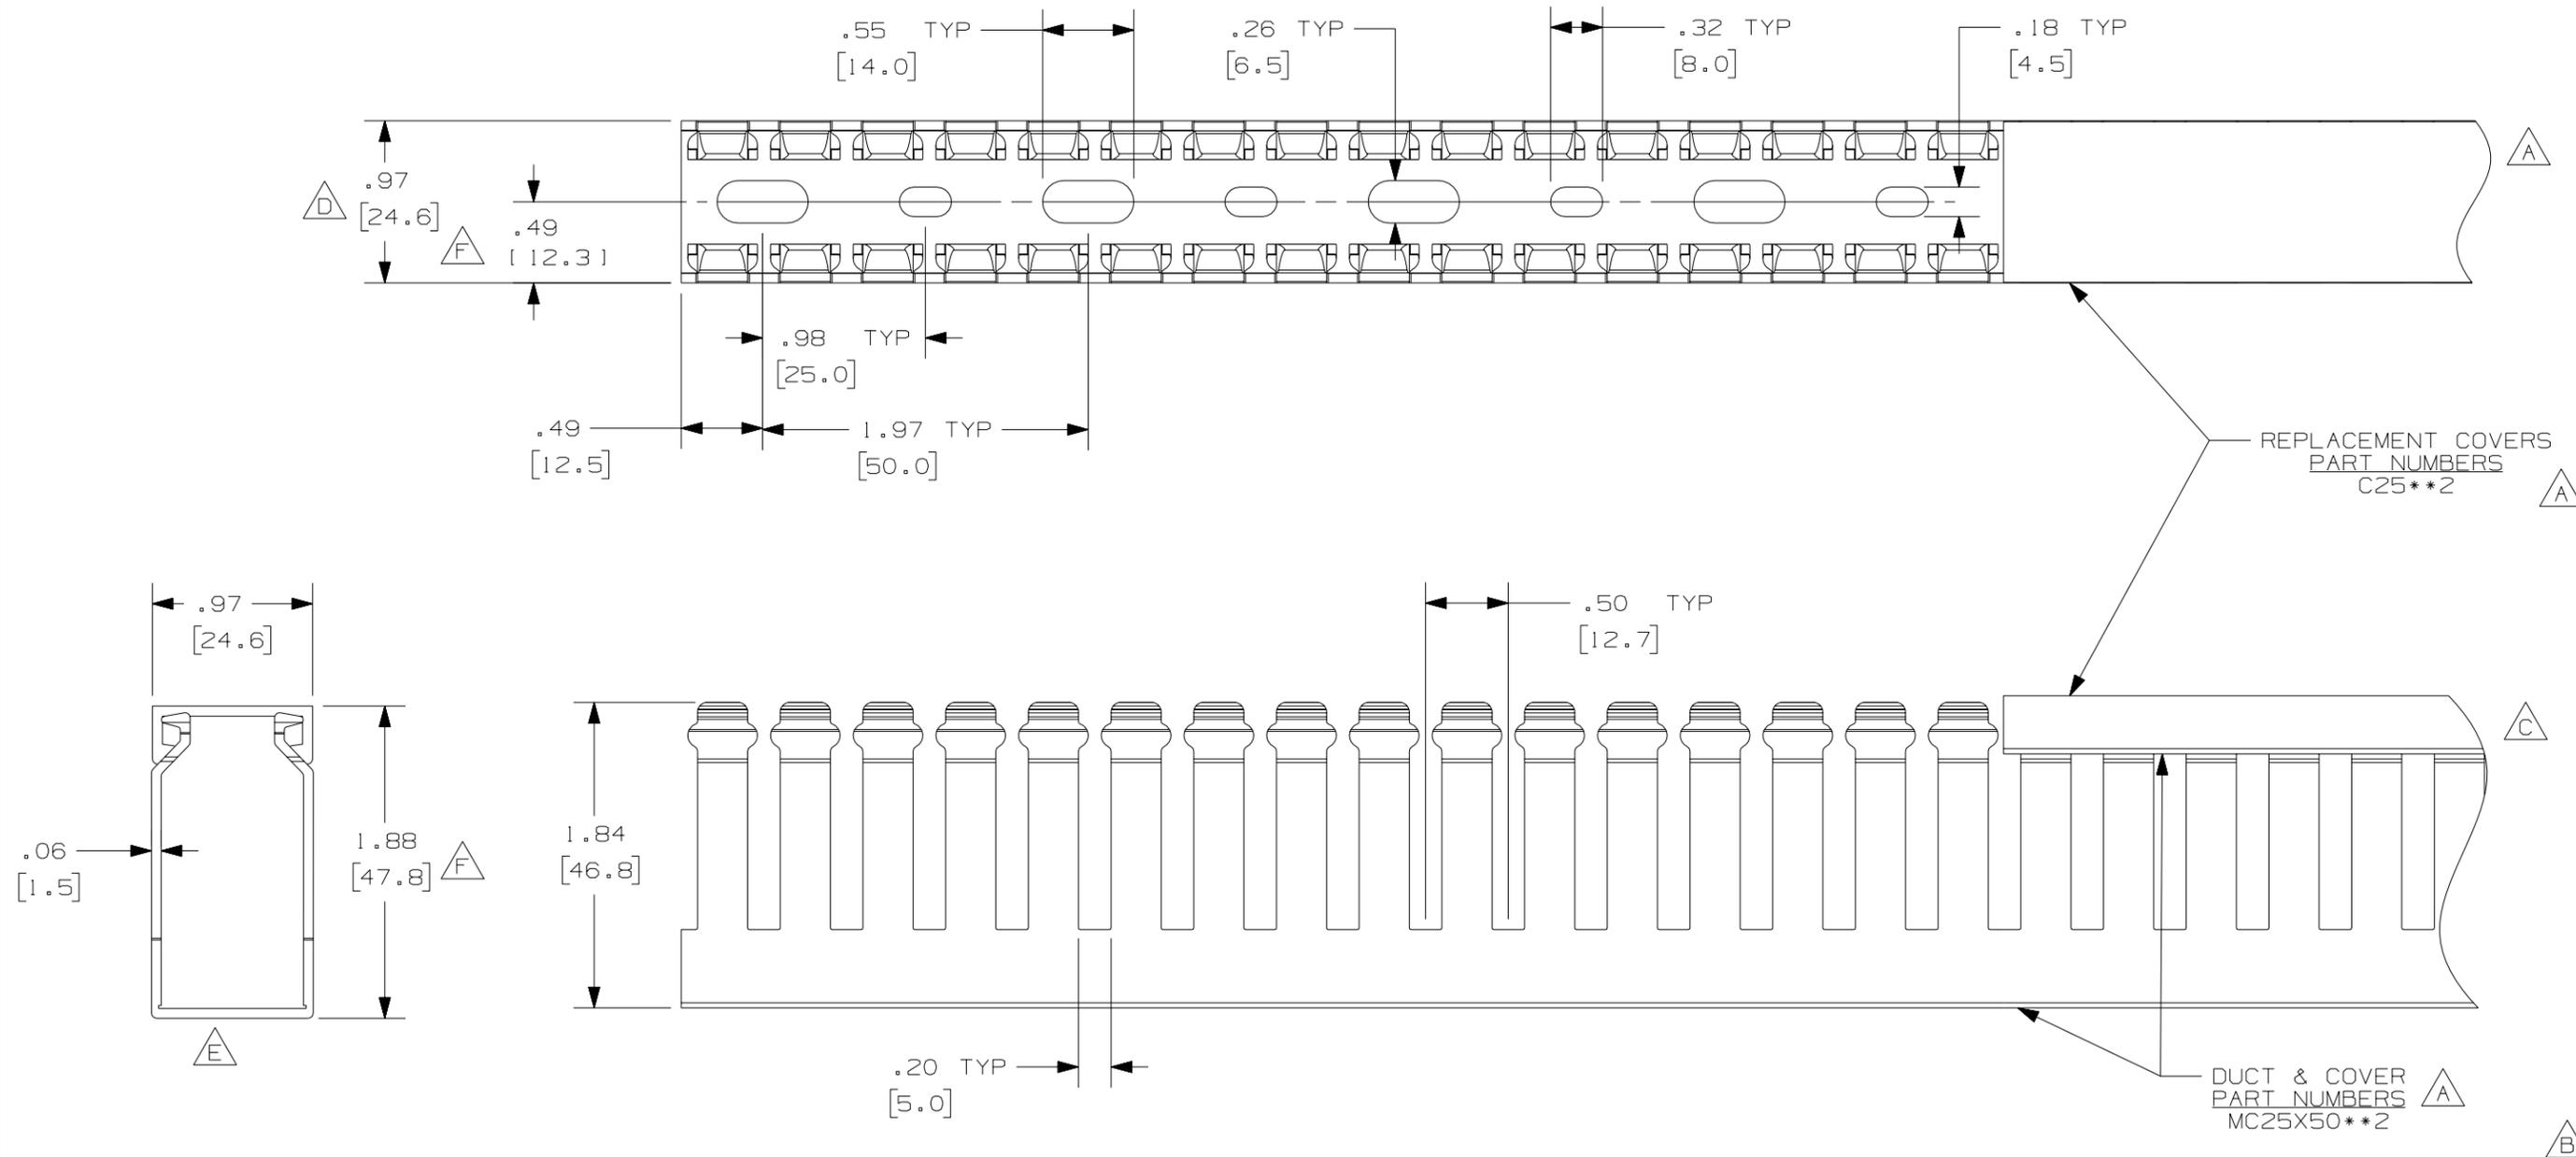 .55 TYP
[14.0]
.26 TYP
[6.5]
.32 TYP
[8.0]
.18 TYP
[4.5]
A
D
.97
[24.6]
F
.49
[12.3]
.98 TYP
[25.0]
.49
[12.5]
1.97 TYP
[50.0]
REPLACEMENT COVERS
PART NUMBERS
C25**2
A
.97
[24.6]
.50 TYP
[12.7]
C
.06
[1.5]
1.88
[47.8]
F
1.84
[46.8]
E
.20 TYP
[5.0]
DUCT & COVER
PART NUMBERS
MC25X50**2
A
B